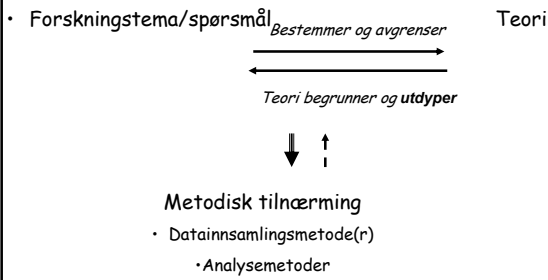 • Forskningstema/spørsmål Bestemmer og avgrenser Teori
Teori begrunner og utdyper
Metodisk tilnærming
• Datainnsamlingsmetode(r)
•Analysemetoder